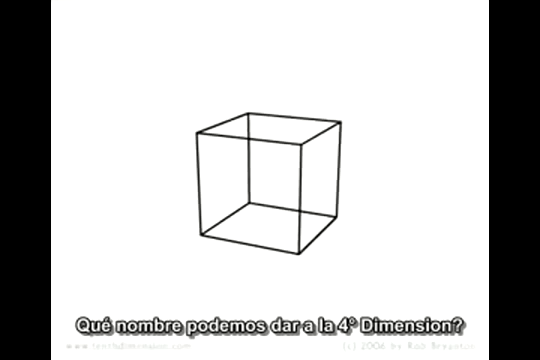 Qué nombre podemos dar a la 4° Dimension?
(c) 2006 by Rob Bryanton